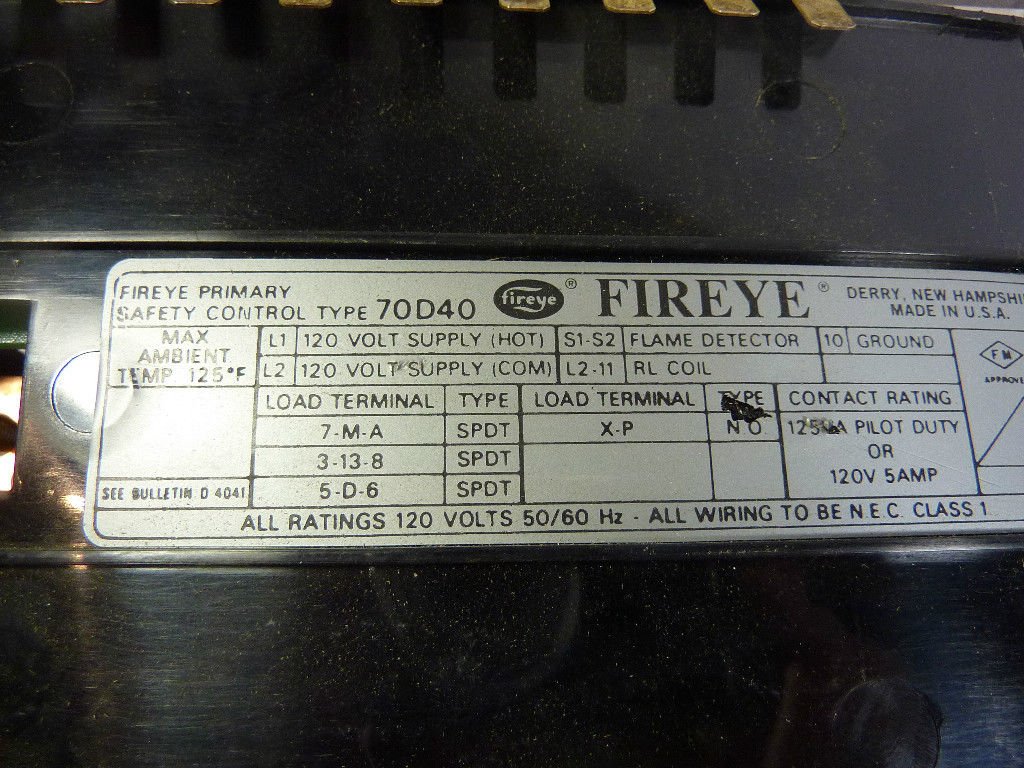 FIREYE PRIMARY
SAFETY CONTROL TYPE 70D40
fireye ®
FIREYE ®
DERRY, NEW HAMPSHI
MADE IN U.S.A.
MAX
AMBIENT
TEMP 125°F
L1 120 VOLT SUPPLY (HOT) S1-S2 FLAME DETECTOR 10 GROUND
L2 120 VOLT SUPPLY (COM) L2-11 RL COIL
FM
APPROVE
LOAD TERMINAL TYPE LOAD TERMINAL TYPE CONTACT RATING
7-M-A SPDT X-P N O PILOT DUTY
3-13-8 SPDT OR
5-D-6 SPDT 120V 5AMP
SEE BULLETIN D 4041
ALL RATINGS 120 VOLTS 50/60 Hz - ALL WIRING TO BE N.E.C. CLASS 1